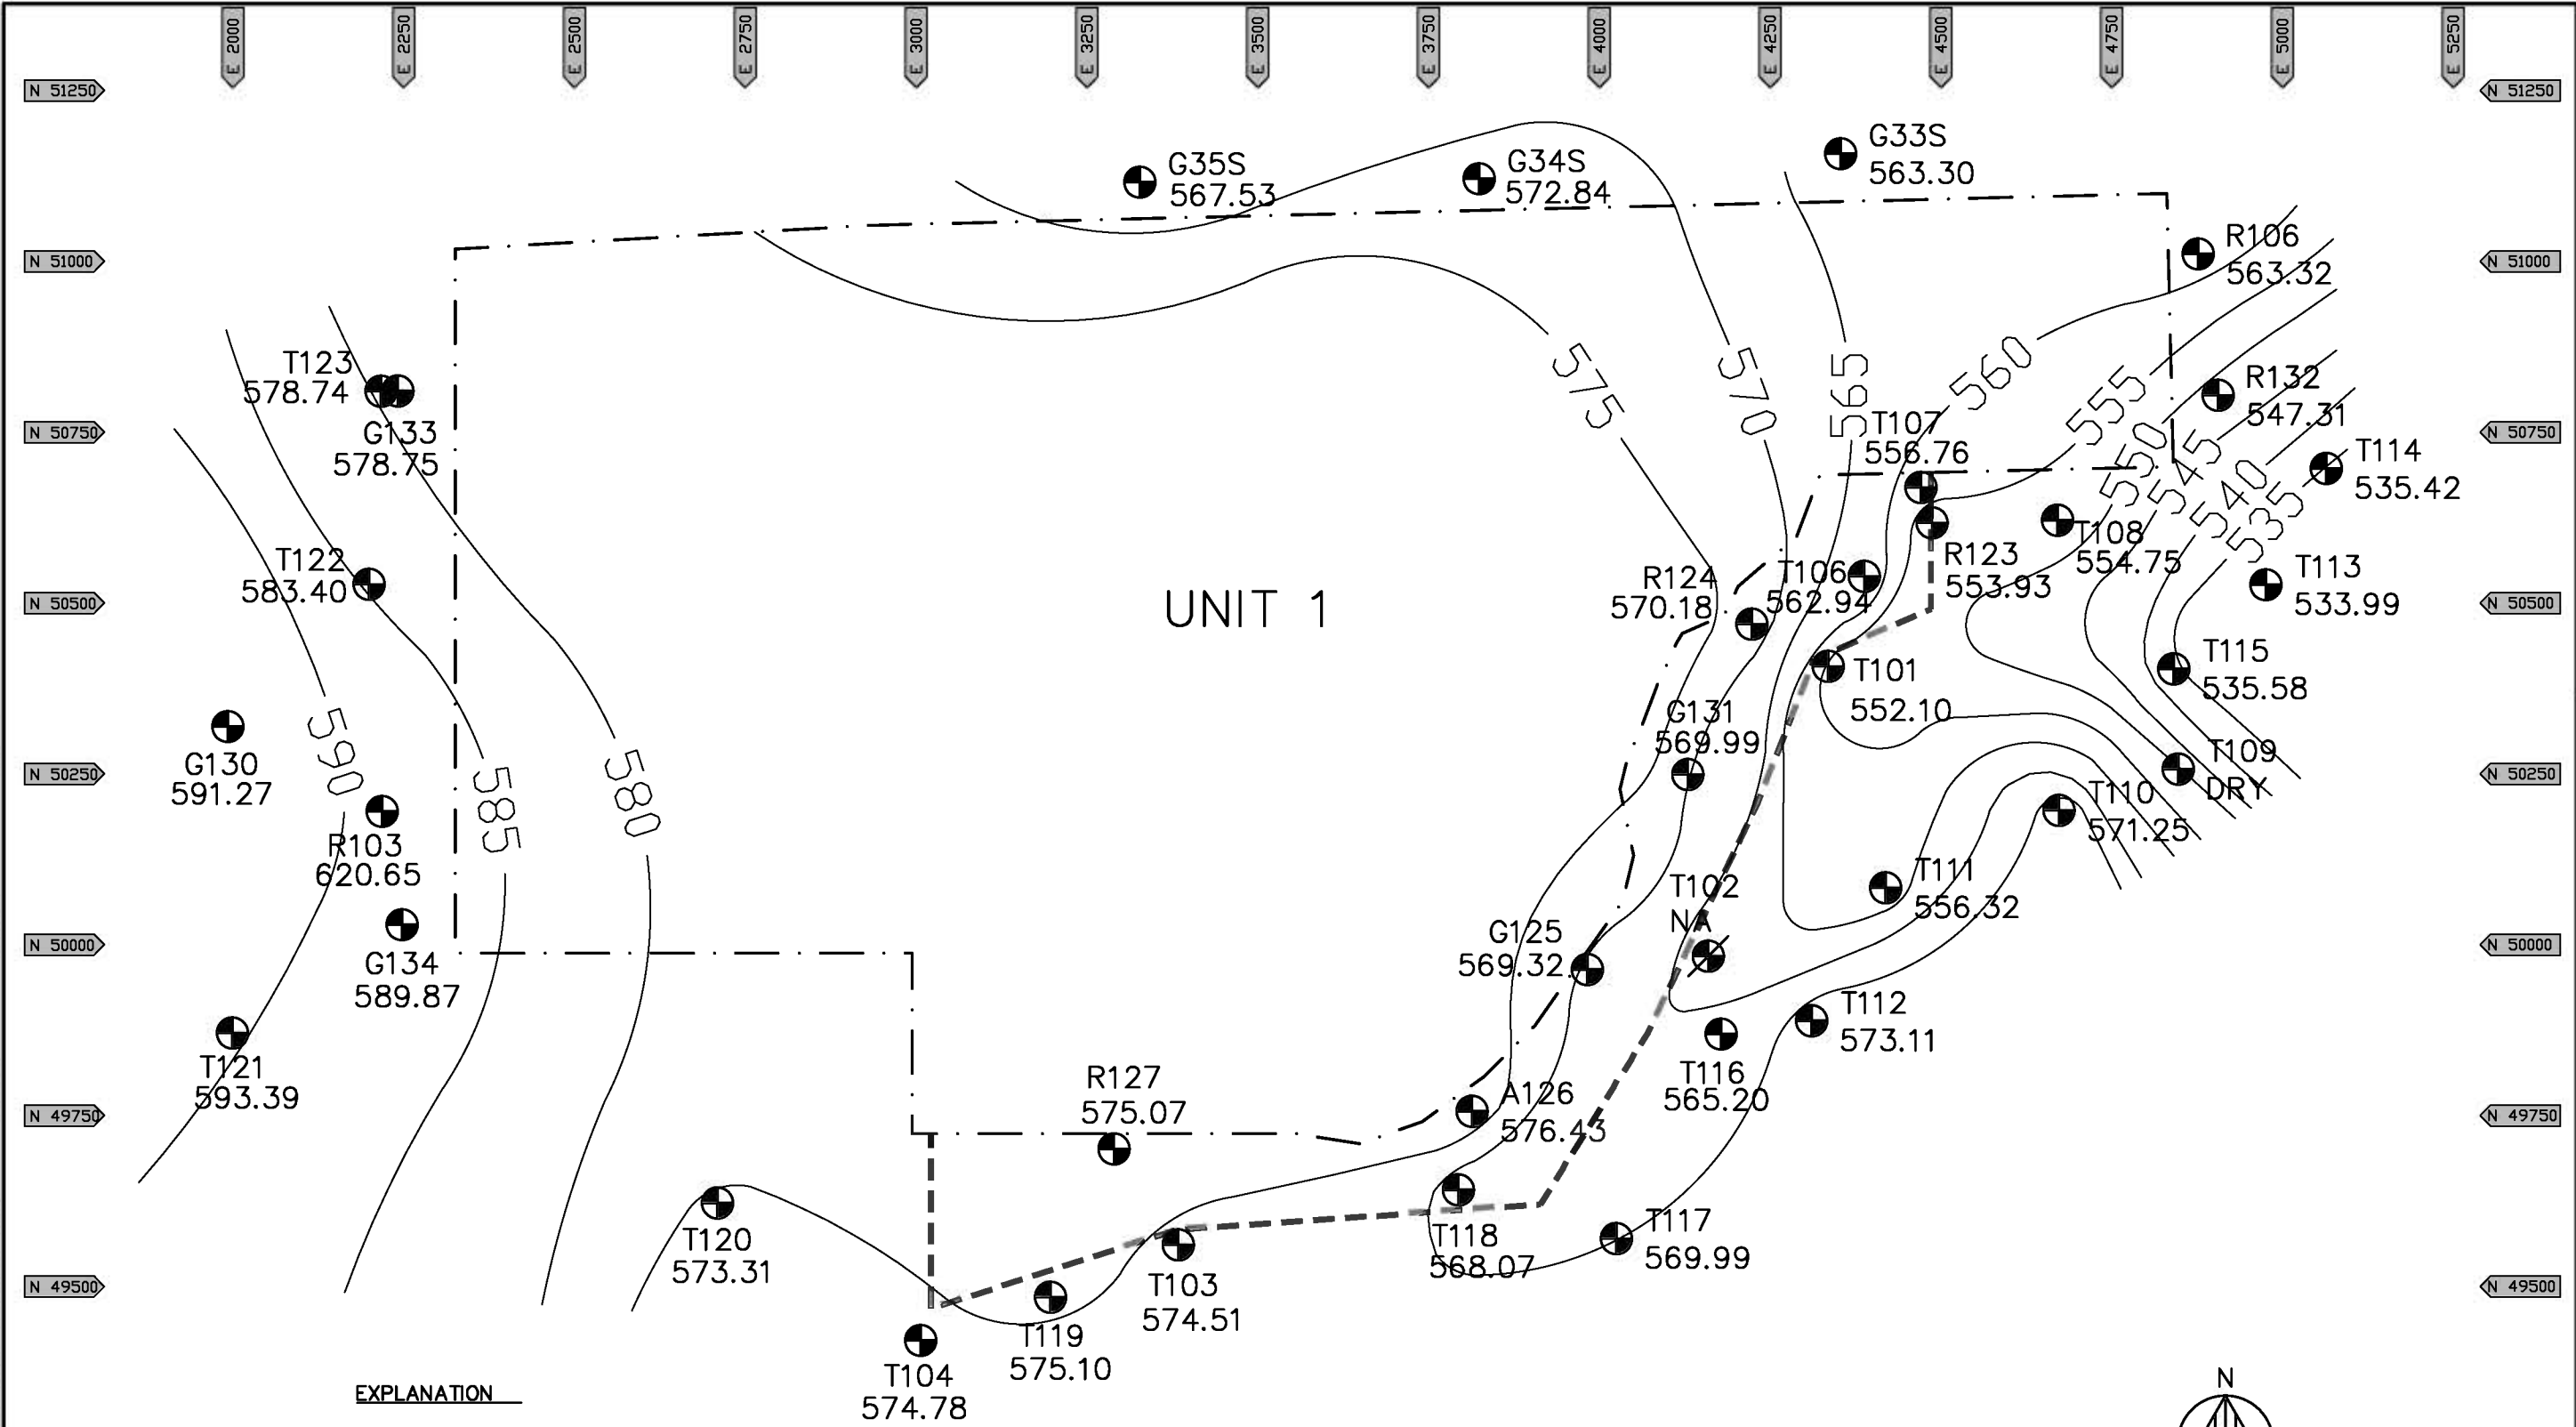 E 2000
E 2250
E 2500
E 2750
E 3000
E 3250
E 3500
E 3750
E 4000
E 4250
E 4500
E 4750
E 5000
E 5250
N 51250
N 51250
G33S
563.30
G35S
567.53
G34S
572.84
R106
563.32
N 51000
N 51000
T123
578.74
575
570
565
560
R132
547.31
555
G133
578.75
T107
556.76
N 50750
N 50750
550
545
540
535
T114
535.42
T122
583.40
T108
554.75
R123
553.93
T113
533.99
R124
570.18
T106
562.94
UNIT 1
N 50500
N 50500
T115
535.58
T101
552.10
G131
569.99
590
585
580
G130
591.27
N 50250
N 50250
T109
DRY
T110
571.25
R103
620.65
T111
556.32
T102
NA
G125
569.32
N 50000
N 50000
G134
589.87
T112
573.11
T121
593.39
R127
575.07
T116
565.20
A126
576.43
N 49750
N 49750
T120
573.31
T118
568.07
T117
569.99
T103
574.51
N 49500
N 49500
T119
575.10
T104
574.78
EXPLANATION
N